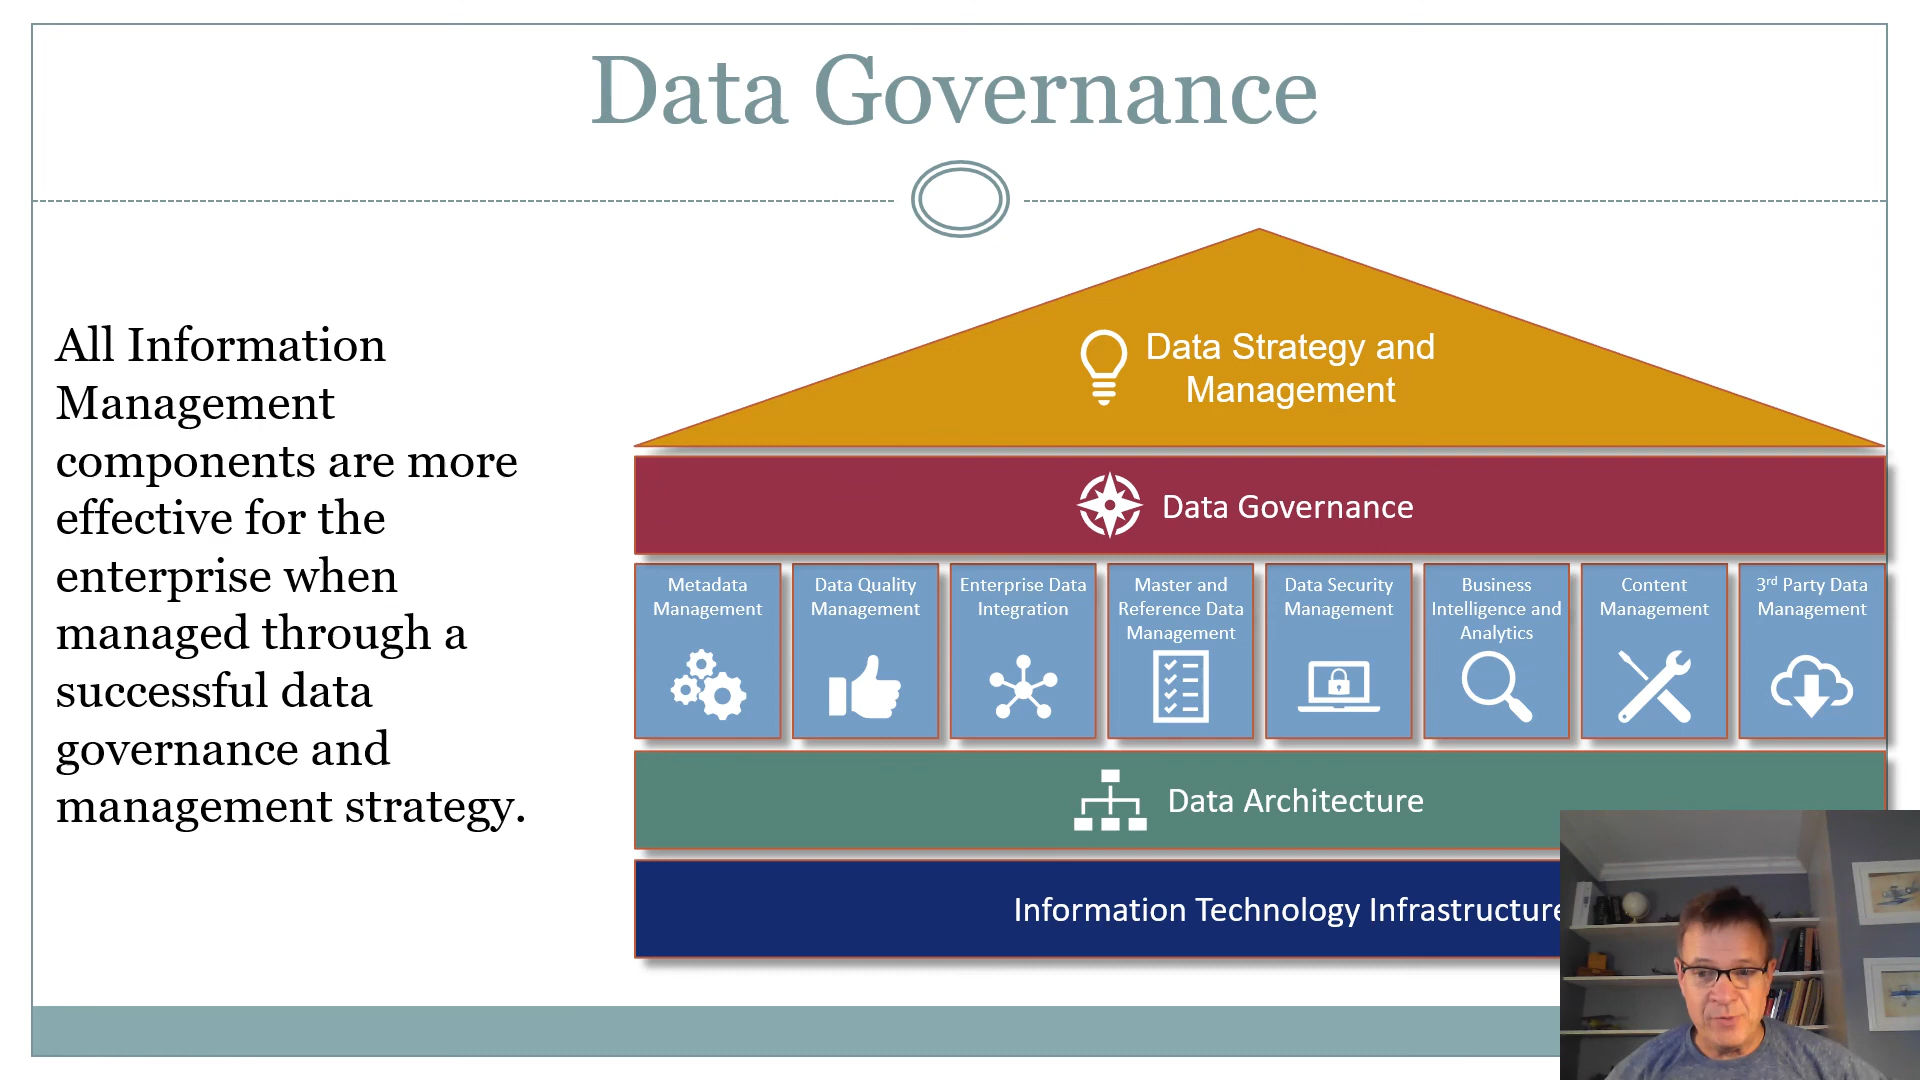 Data Governance
All Information
Management
components are more
effective for the
enterprise when
managed through a
successful data
governance and
management strategy.
Data Strategy and
Management
Data Governance
Metadata
Management
Data Quality
Management
Enterprise Data
Integration
Master and
Reference Data
Management
Data Security
Management
Business
Intelligence and
Analytics
Content
Management
3rd Party Data
Management
Data Architecture
Information Technology Infrastructure